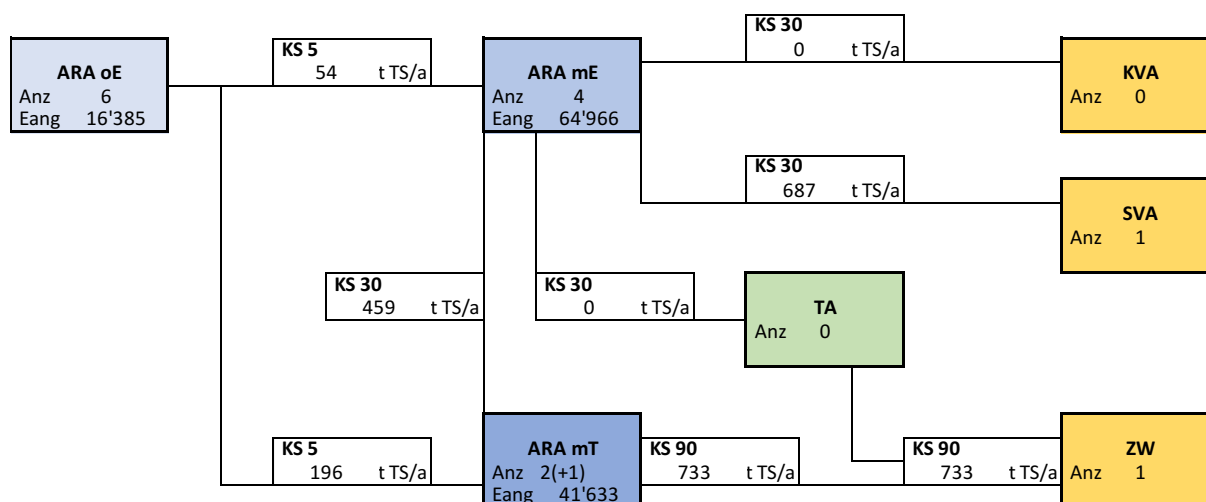 KS 30
0 t TS/a
ARA oE
Anz 6
Eang 16'385
KS 5
54 t TS/a
ARA mE
Anz 4
Eang 64'966
KVA
Anz 0
KS 30
687 t TS/a
SVA
Anz 1
KS 30
459 t TS/a
KS 30
0 t TS/a
TA
Anz 0
KS 5
196 t TS/a
ARA mT
Anz 2(+1)
Eang 41'633
KS 90
733 t TS/a
KS 90
733 t TS/a
ZW
Anz 1